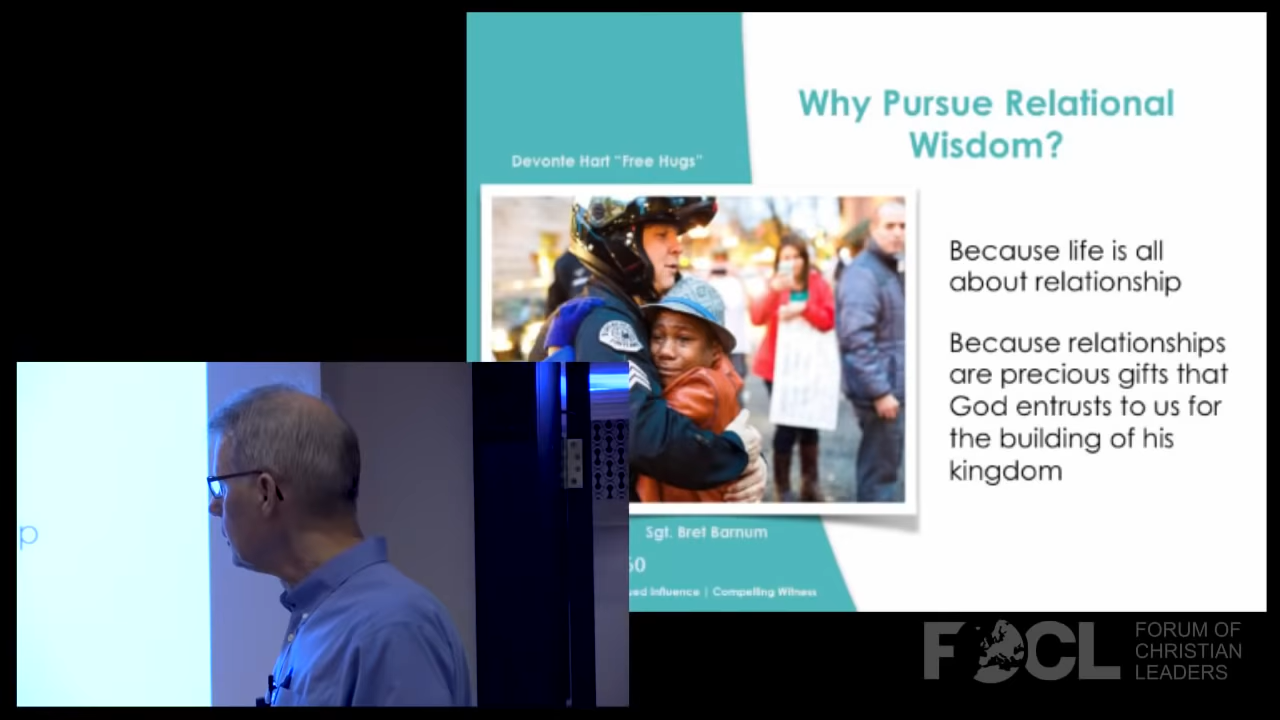 Why Pursue Relational
Wisdom?
Devonte Hart "Free Hugs"
Because life is all
about relationship
Because relationships
are precious gifts that
God entrusts to us for
the building of his
kingdom
Sgt. Bret Barnum
60
Influence | Compelling Witness
p
FOCL
FORUM OF
CHRISTIAN
LEADERS